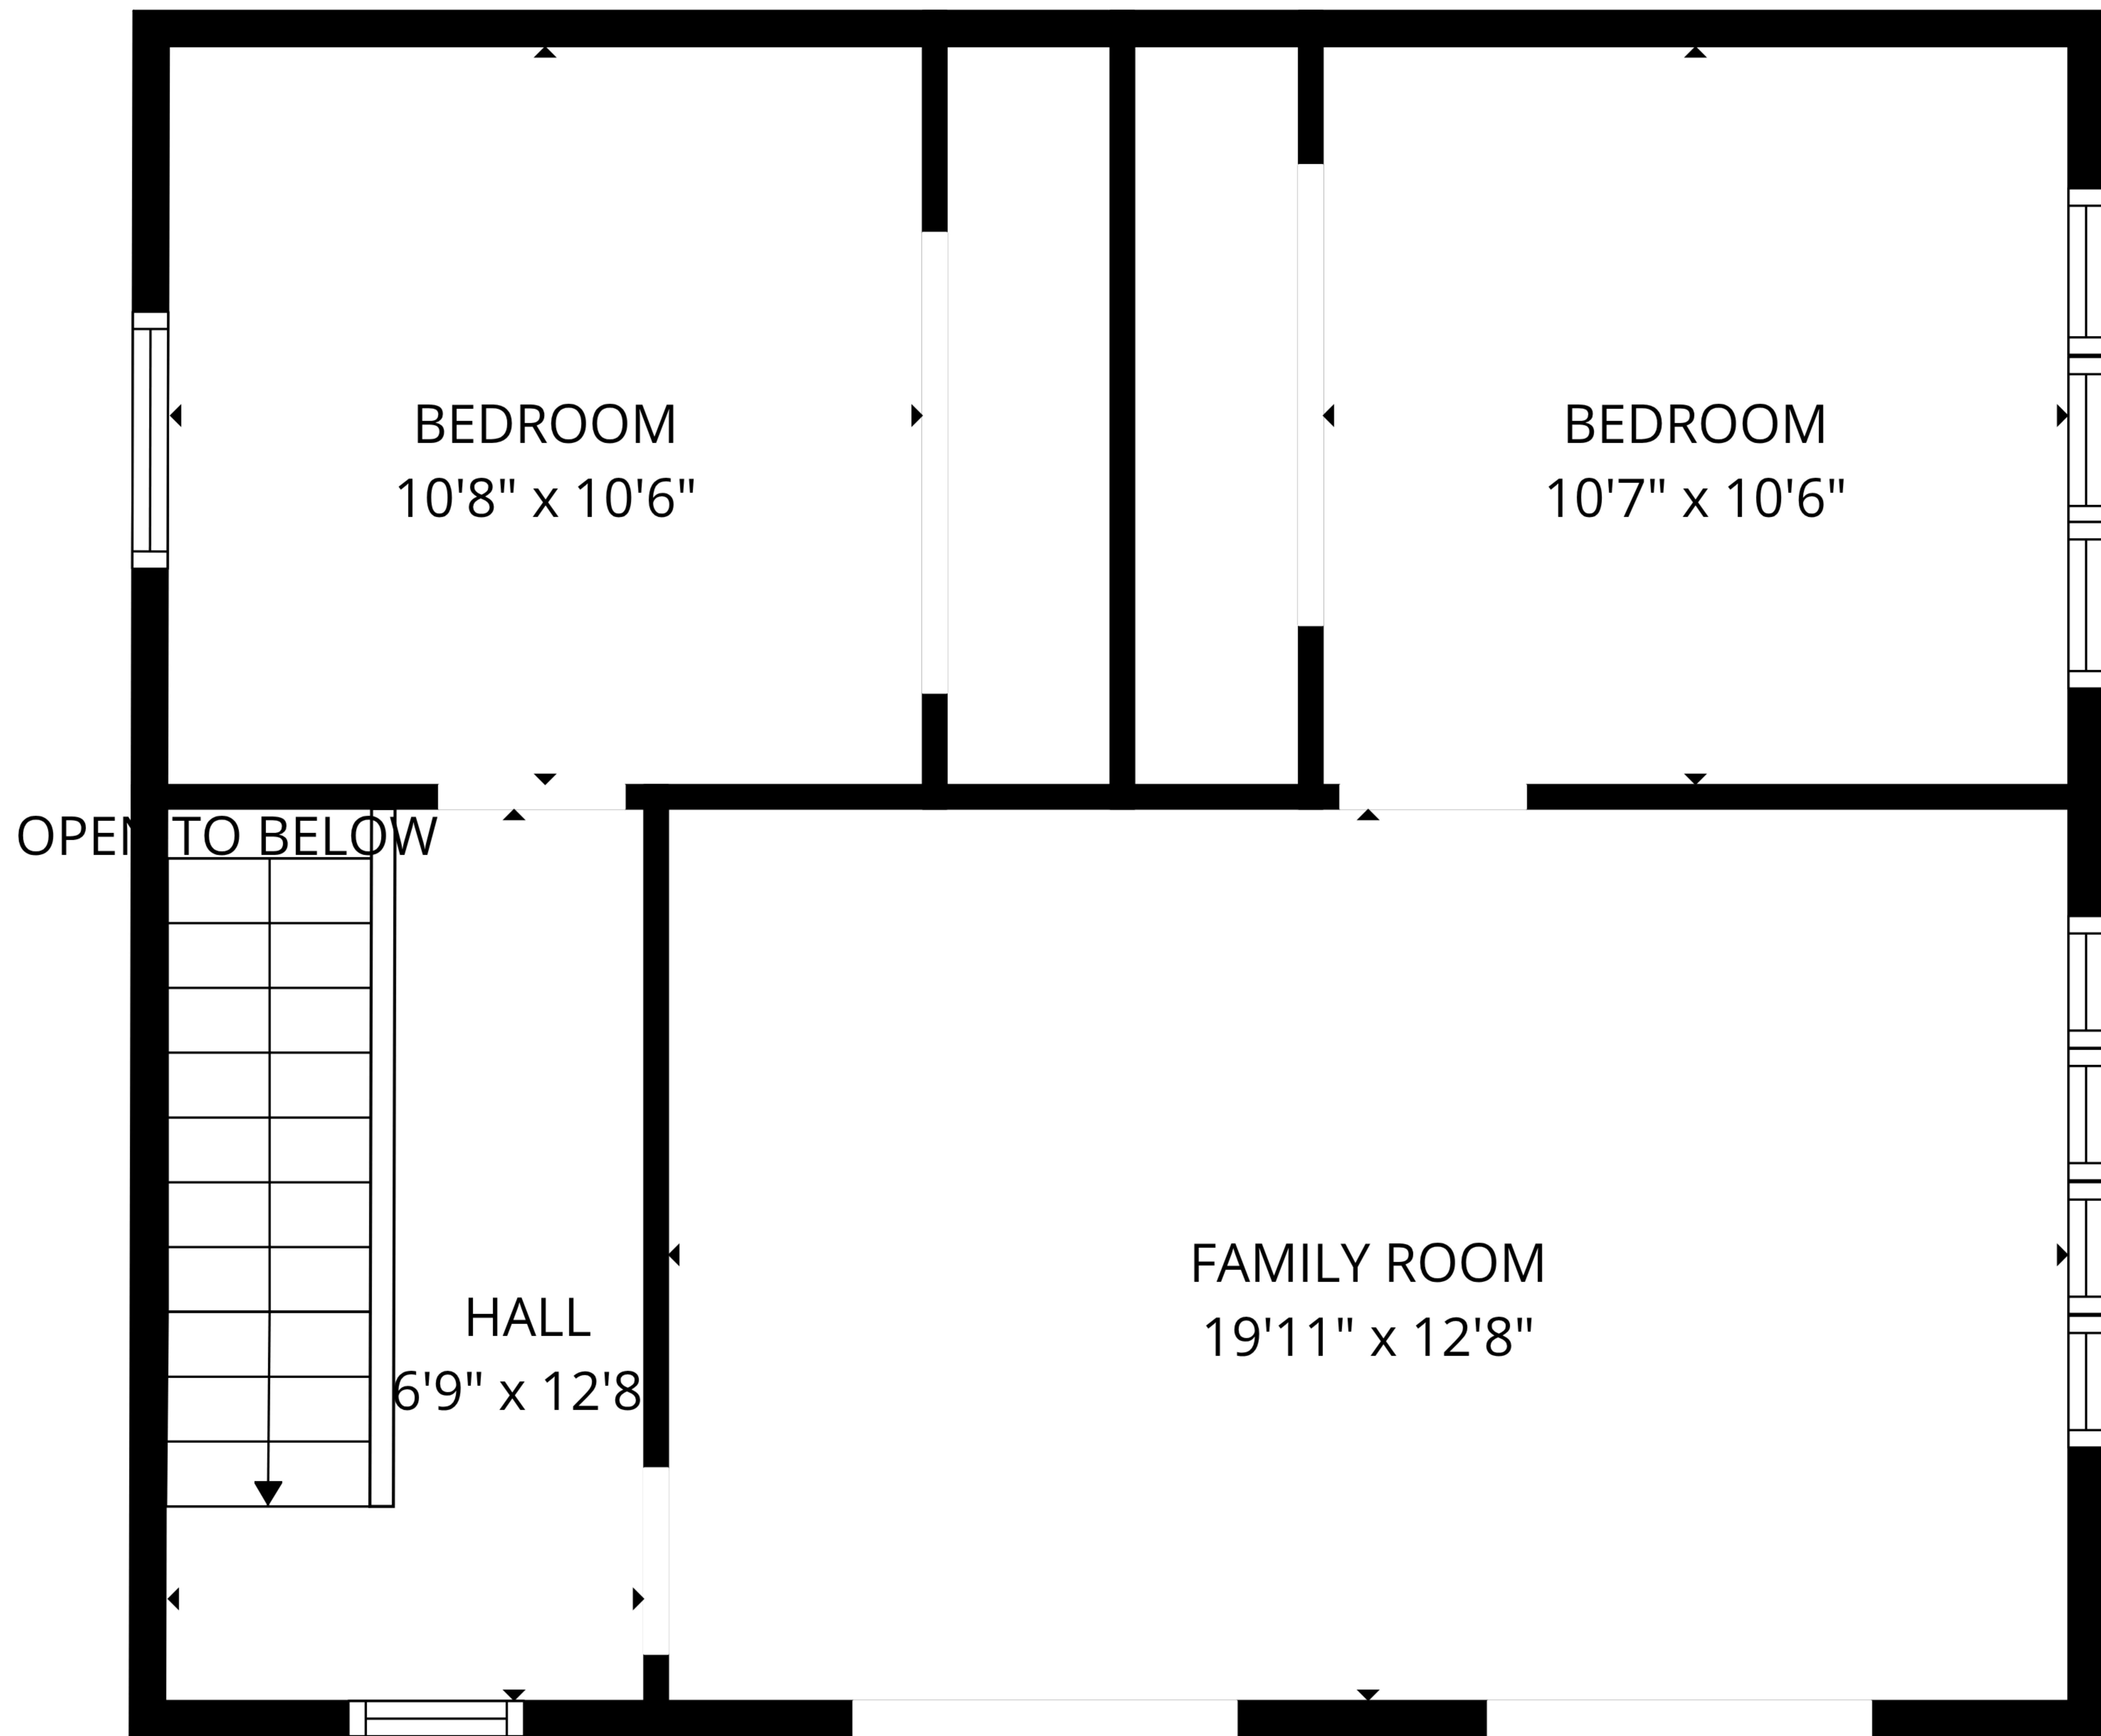 BEDROOM
10'8" x 10'6"
BEDROOM
10'7" x 10'6"
OPEN TO BELOW
FAMILY ROOM
19'11" x 12'8"
HALL
6'9" x 12'8